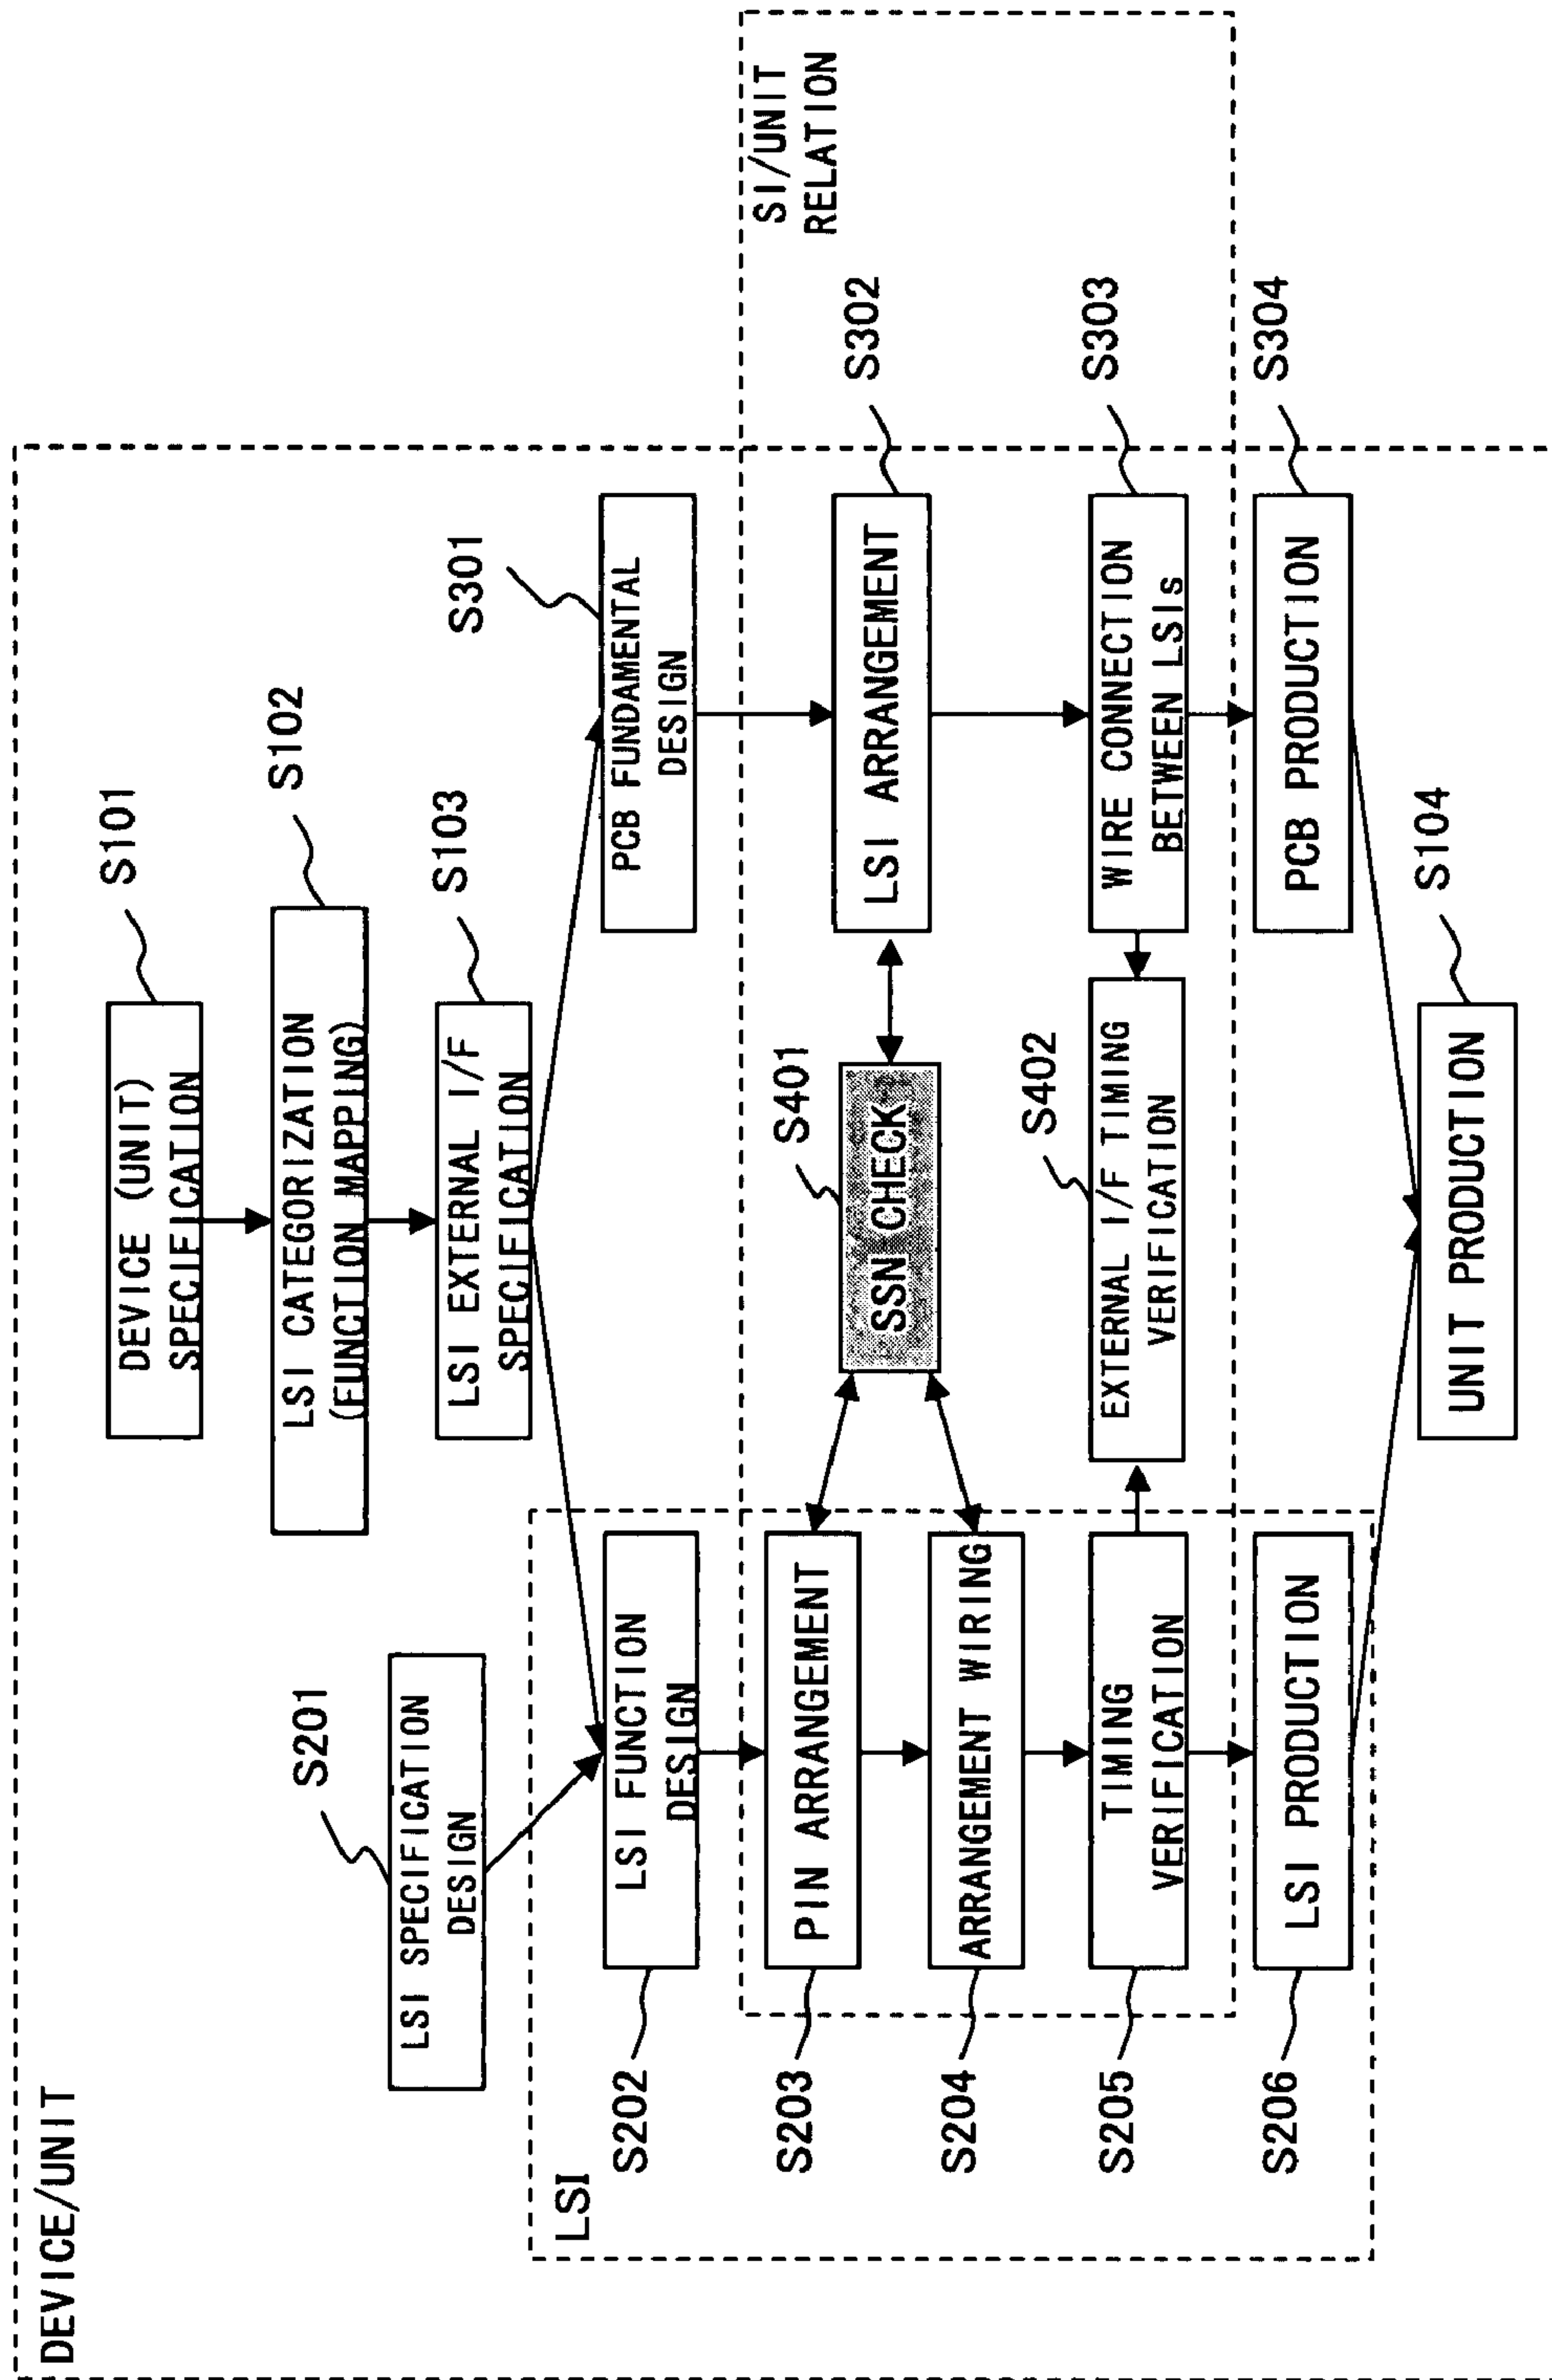 DEVICE/UNIT
S101
DEVICE (UNIT)
SPECIFICATION
S102
LSI CATEGORIZATION
(FUNCTION MAPPING)
S103
LSI EXTERNAL I/F
SPECIFICATION
S201
LSI SPECIFICATION
DESIGN
LSI
S202
LSI FUNCTION
DESIGN
S301
PCB FUNDAMENTAL
DESIGN
SI/UNIT
RELATION
S203
PIN ARRANGEMENT
S401
SSN CHECK
LSI ARRANGEMENT
S302
S204
ARRANGEMENT WIRING
S205
TIMING
VERIFICATION
S402
EXTERNAL I/F TIMING
VERIFICATION
WIRE CONNECTION
BETWEEN LSIs
S303
S206
LSI PRODUCTION
PCB PRODUCTION
S304
S104
UNIT PRODUCTION